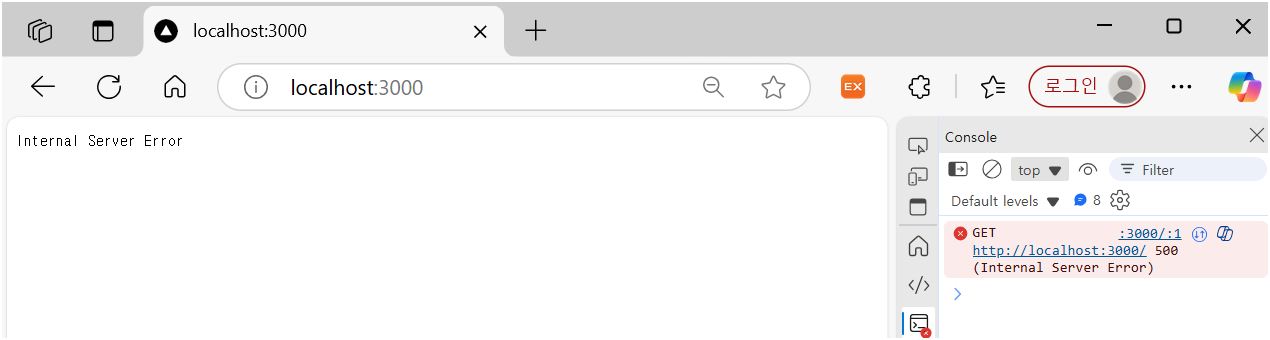 localhost:3000
localhost:3000
EX
로그인
Internal Server Error
Console
top
Filter
Default levels
8
GET :3000/:1
http://localhost:3000/ 500
(Internal Server Error)